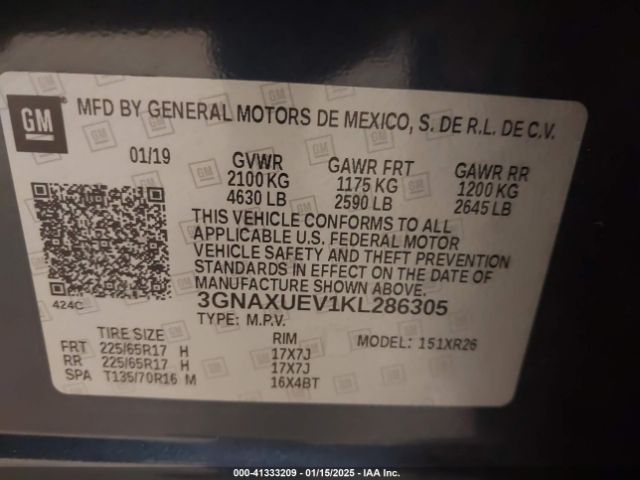 GM
MFD BY GENERAL MOTORS DE MEXICO, S. DE R.L. DE C.V.
01/19
GVWR
2100 KG
4630 LB
GAWR FRT
1175 KG
2590 LB
GAWR RR
1200 KG
2645 LB
THIS VEHICLE CONFORMS TO ALL
APPLICABLE U.S. FEDERAL MOTOR
VEHICLE SAFETY AND THEFT PREVENTION
STANDARDS IN EFFECT ON THE DATE OF
MANUFACTURE SHOWN ABOVE.
424C
3GNAXUEV1KL286305
TYPE: M.P.V.
MODEL: 151XR26
TIRE SIZE RIM
FRT 225/65R17 H 17X7J
RR 225/65R17 H 17X7J
SPA T135/70R16 M 16X4BT
000-41333209 - 01/15/2025 - IAA Inc.